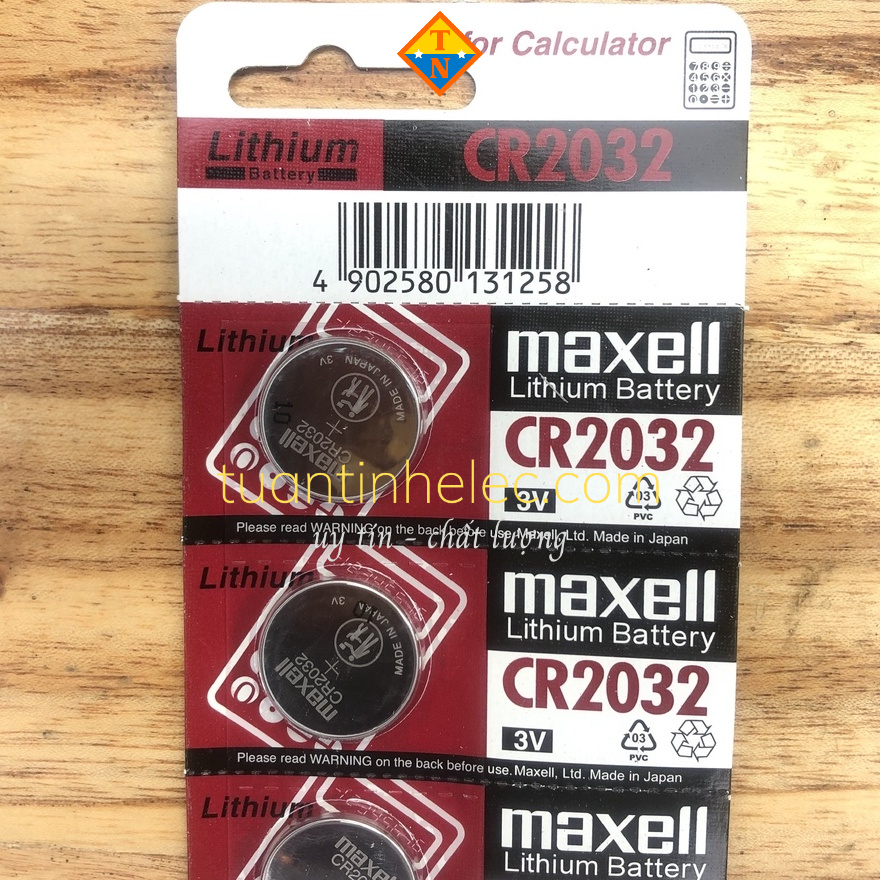 TN
for Calculator
Lithium
Battery
CR2032
4 902580 131258
Lithium
maxell
Lithium Battery
CR2032
3V
03
PVC
MADE IN JAPAN 3V
+
maxell
CR2032
tuantinhelec.com
Please read WARNING on the back before use. Maxell, Ltd. Made in Japan
uy tín - chất lượng
Lithium
maxell
Lithium Battery
CR2032
3V
03
PVC
MADE IN JAPAN 3V
+
maxell
CR2032
Please read WARNING on the back before use. Maxell, Ltd. Made in Japan
Lithium
maxell
Lithium Battery
maxell